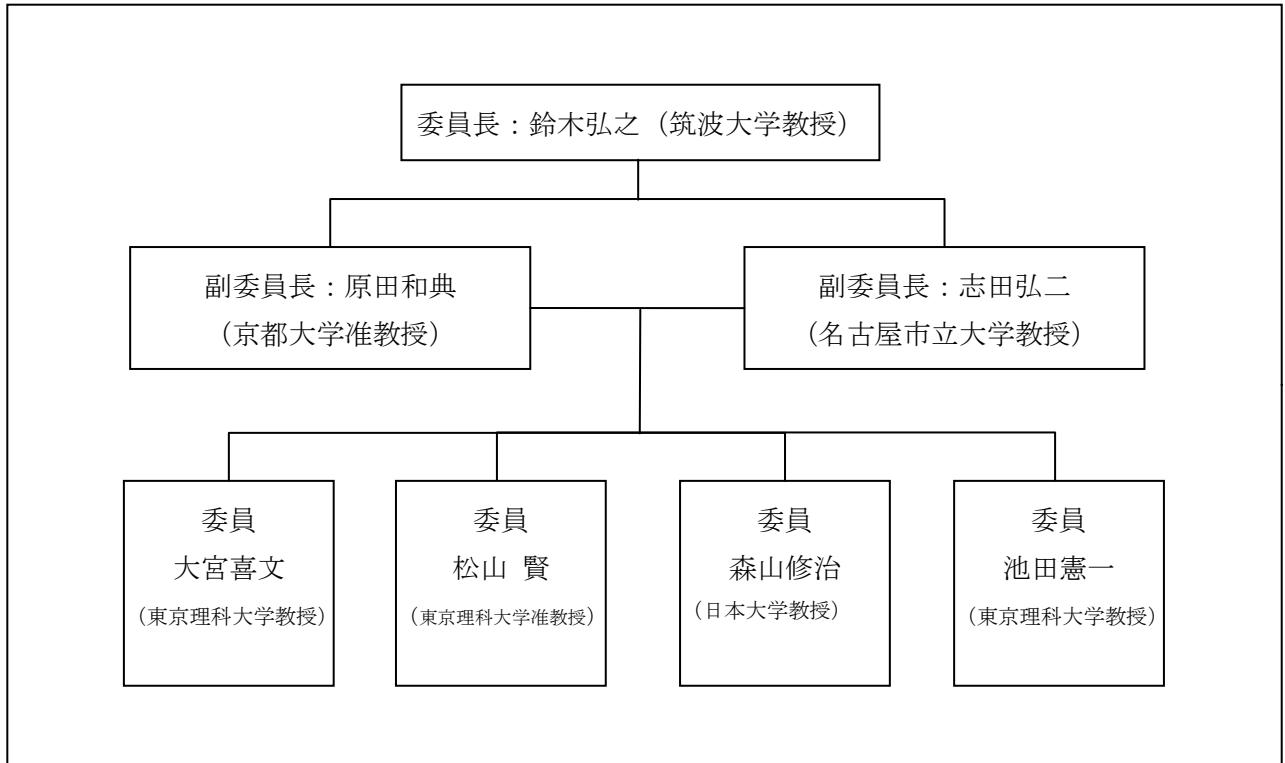 委員長：鈴木弘之（筑波大学教授）
副委員長：原田和典
（京都大学准教授）
副委員長：志田弘二
（名古屋市立大学教授）
委員
大宮喜文
（東京理科大学教授）
委員
松山 賢
（東京理科大学准教授）
委員
森山修治
（日本大学教授）
委員
池田憲一
（東京理科大学教授）